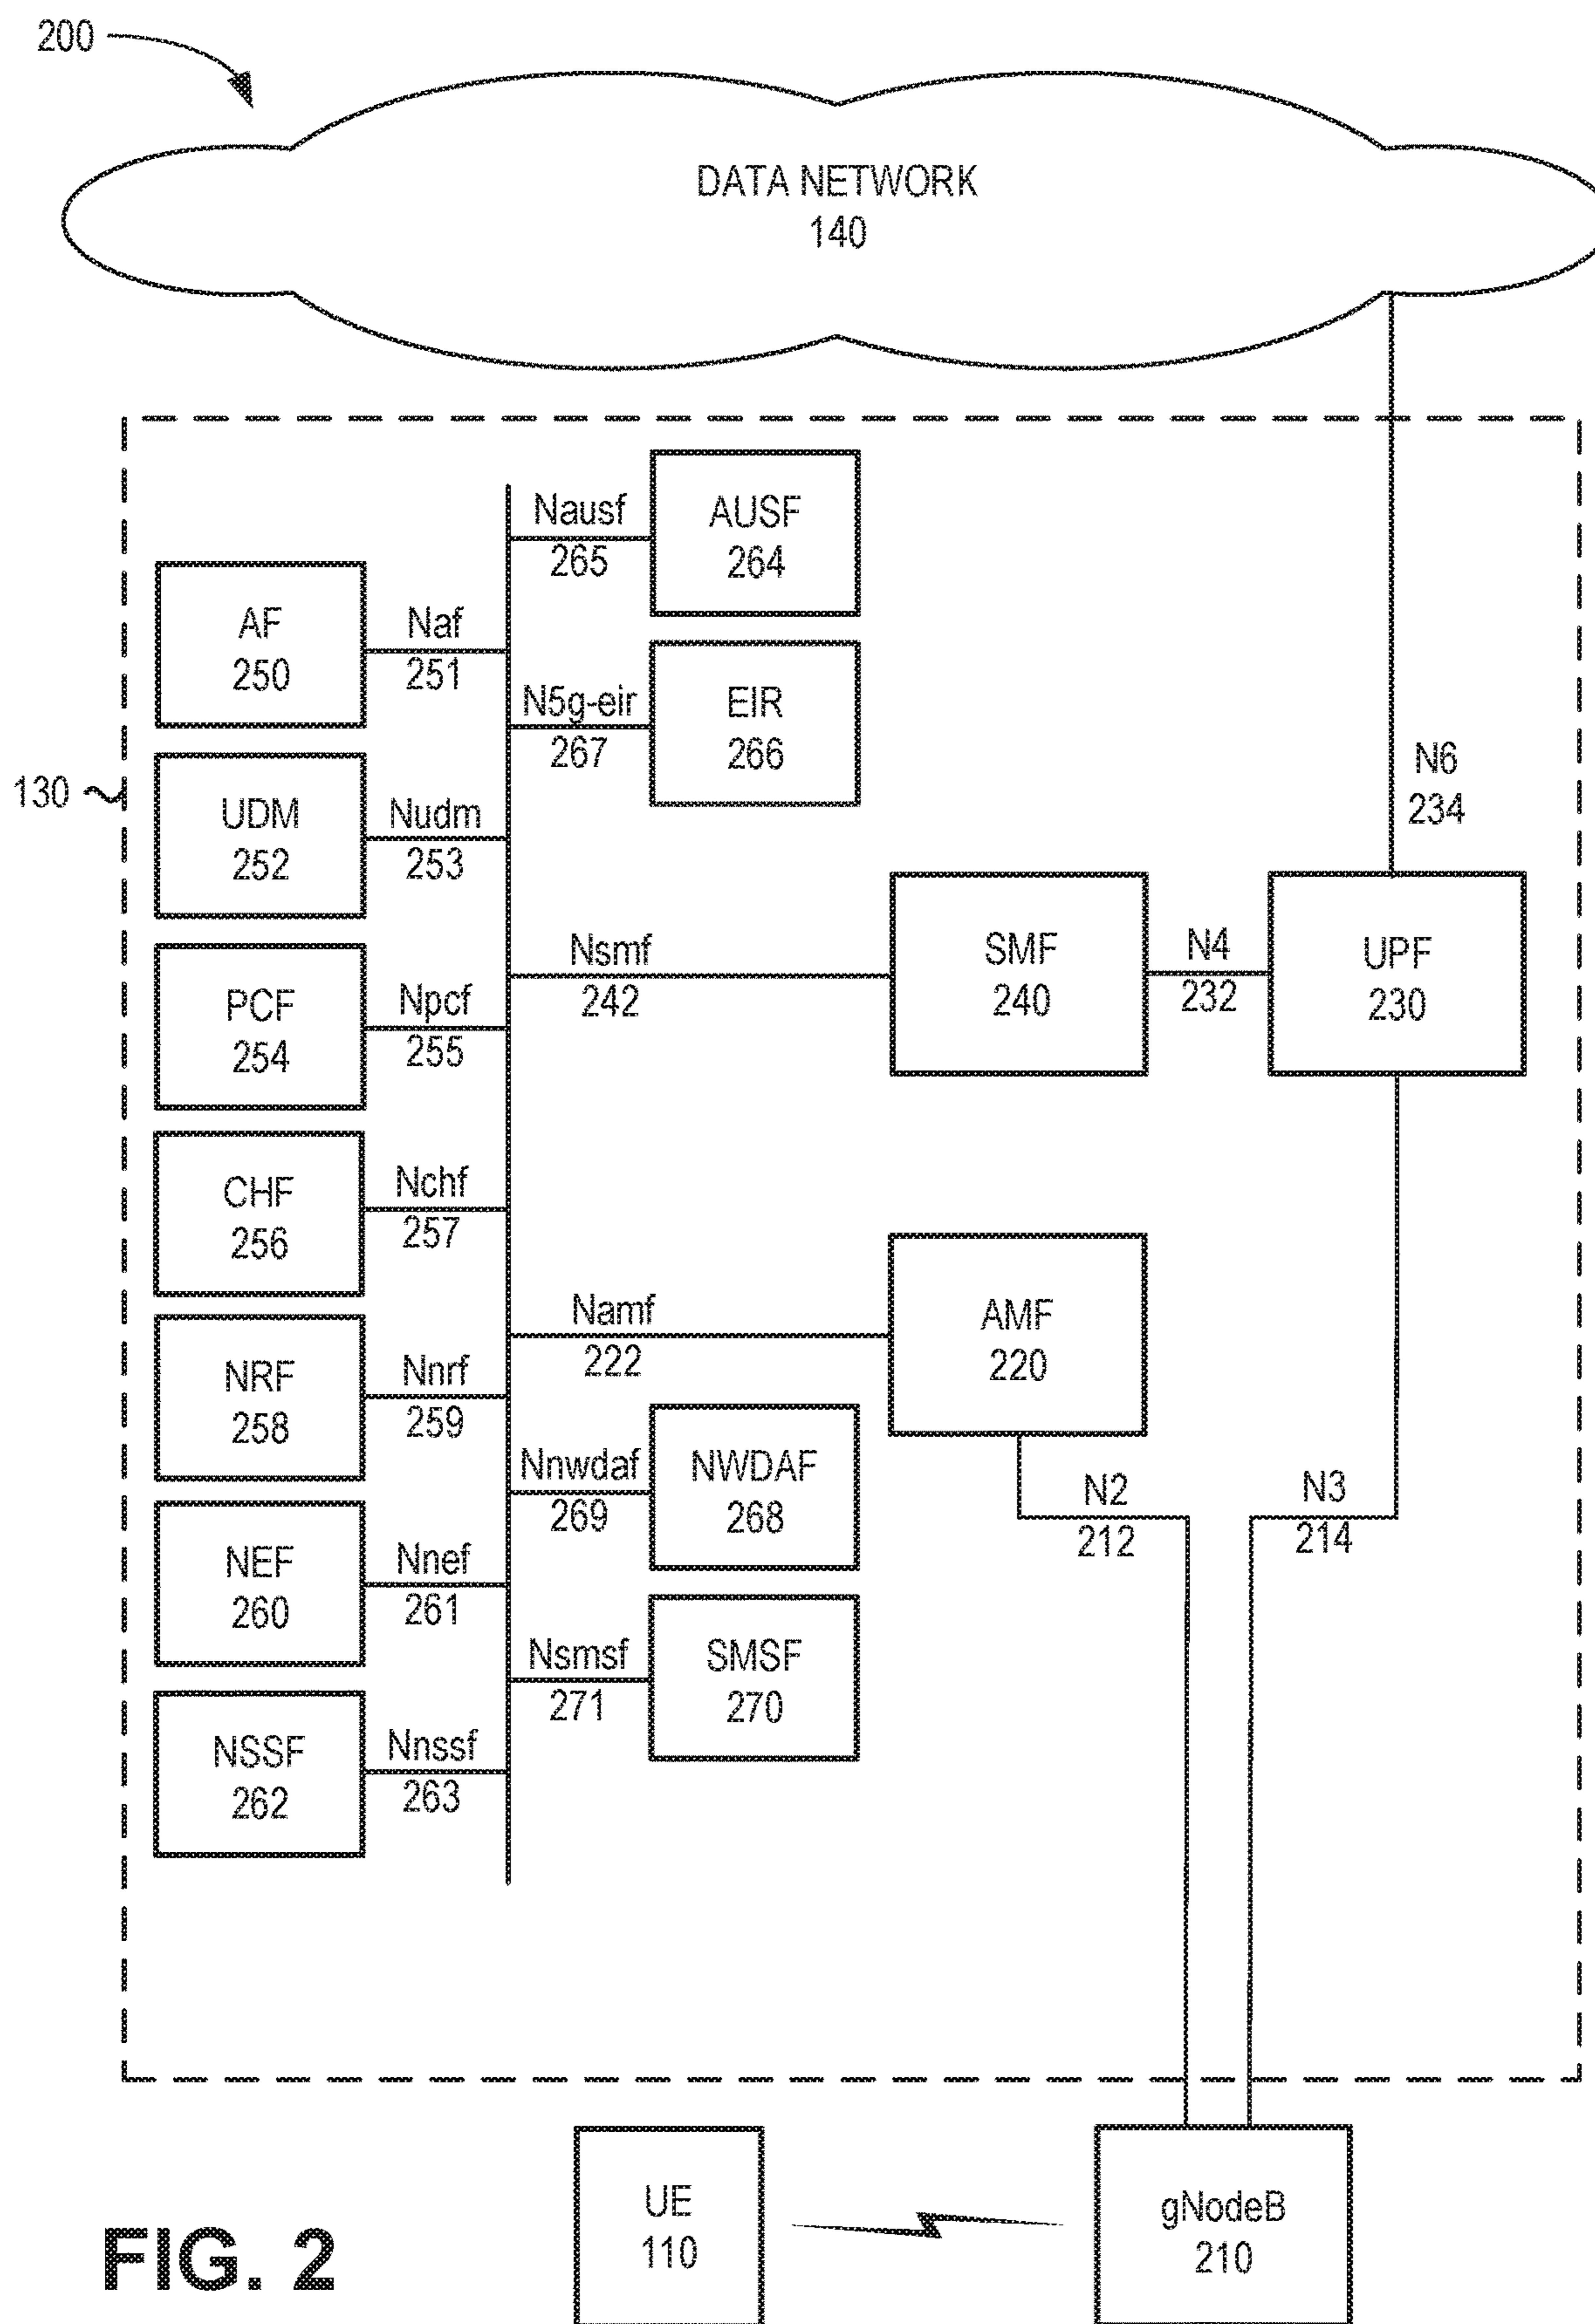 200
DATA NETWORK
140
Nausf
265
AUSF
264
AF
250
Naf
251
N5g-eir
267
EIR
266
130
UDM
252
Nudm
253
N6
234
PCF
254
Npcf
255
Nsmf
242
SMF
240
N4
232
UPF
230
CHF
256
Nchf
257
Namf
222
AMF
220
NRF
258
Nnrf
259
Nnwdaf
269
NWDAF
268
N2
212
N3
214
NEF
260
Nnef
261
Nsmsf
271
SMSF
270
NSSF
262
Nnssf
263
UE
110
gNodeB
210
FIG. 2